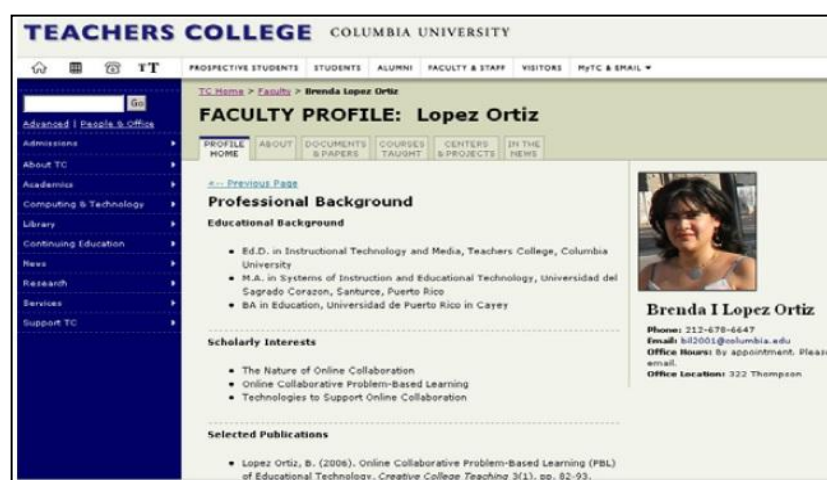 TEACHERS COLLEGE COLUMBIA UNIVERSITY
TT PROSPECTIVE STUDENTS STUDENTS ALUMNI FACULTY & STAFF VISITORS MyTC & EMAIL
Go
Advanced | People & Office
Admissions
About TC
Academics
Computing & Technology
Library
Continuing Education
News
Research
Services
Support TC
TC Home > Faculty > Brenda Lopez Ortiz
FACULTY PROFILE: Lopez Ortiz
PROFILE HOME ABOUT DOCUMENTS & PAPERS COURSES TAUGHT CENTERS & PROJECTS IN THE NEWS
<-- Previous Page
Professional Background
Educational Background
Ed.D. in Instructional Technology and Media, Teachers College, Columbia
University
M.A. in Systems of Instruction and Educational Technology, Universidad del
Sagrado Corazon, Santurce, Puerto Rico
BA in Education, Universidad de Puerto Rico in Cayey
Scholarly Interests
The Nature of Online Collaboration
Online Collaborative Problem-Based Learning
Technologies to Support Online Collaboration
Selected Publications
Lopez Ortiz, B. (2006). Online Collaborative Problem-Based Learning (PBL)
of Educational Technology. Creative College Teaching 3(1). pp. 82-93.
Brenda I Lopez Ortiz
Phone: 212-678-6647
Email: bil2001@columbia.edu
Office Hours: By appointment. Please
email.
Office Location: 322 Thompson